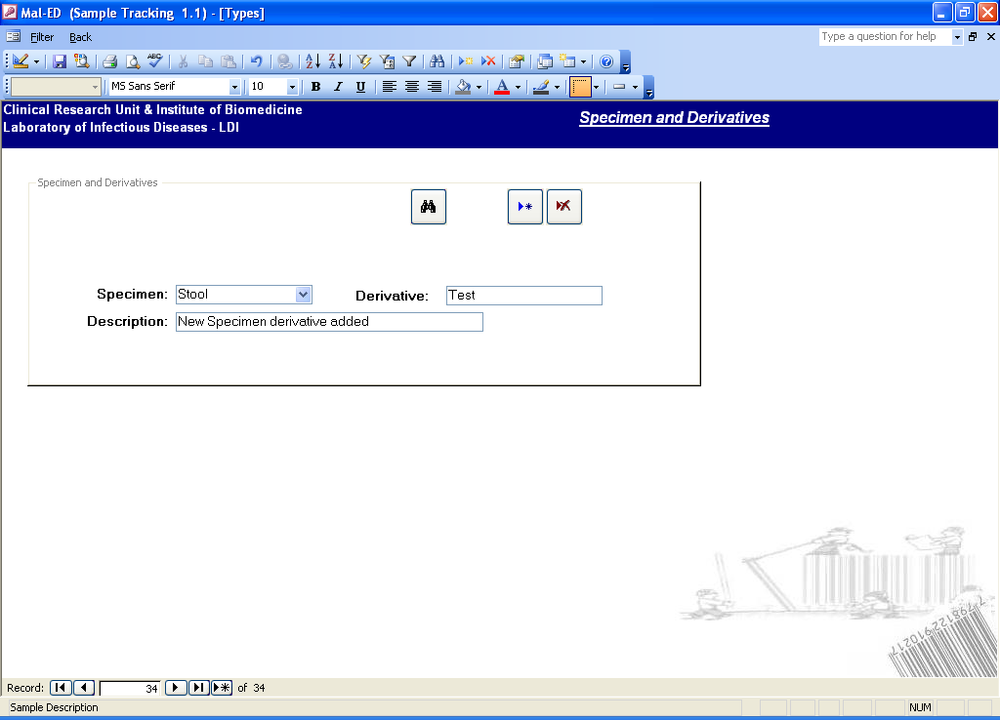 Mal-ED (Sample Tracking 1.1) - [Types]
Filter Back
Type a question for help
MS Sans Serif 10 B I U
Clinical Research Unit & Institute of Biomedicine
Laboratory of Infectious Diseases - LDI
Specimen and Derivatives
Specimen and Derivatives
Specimen: Stool Derivative: Test
Description: New Specimen derivative added
Record: 34 of 34
Sample Description NUM